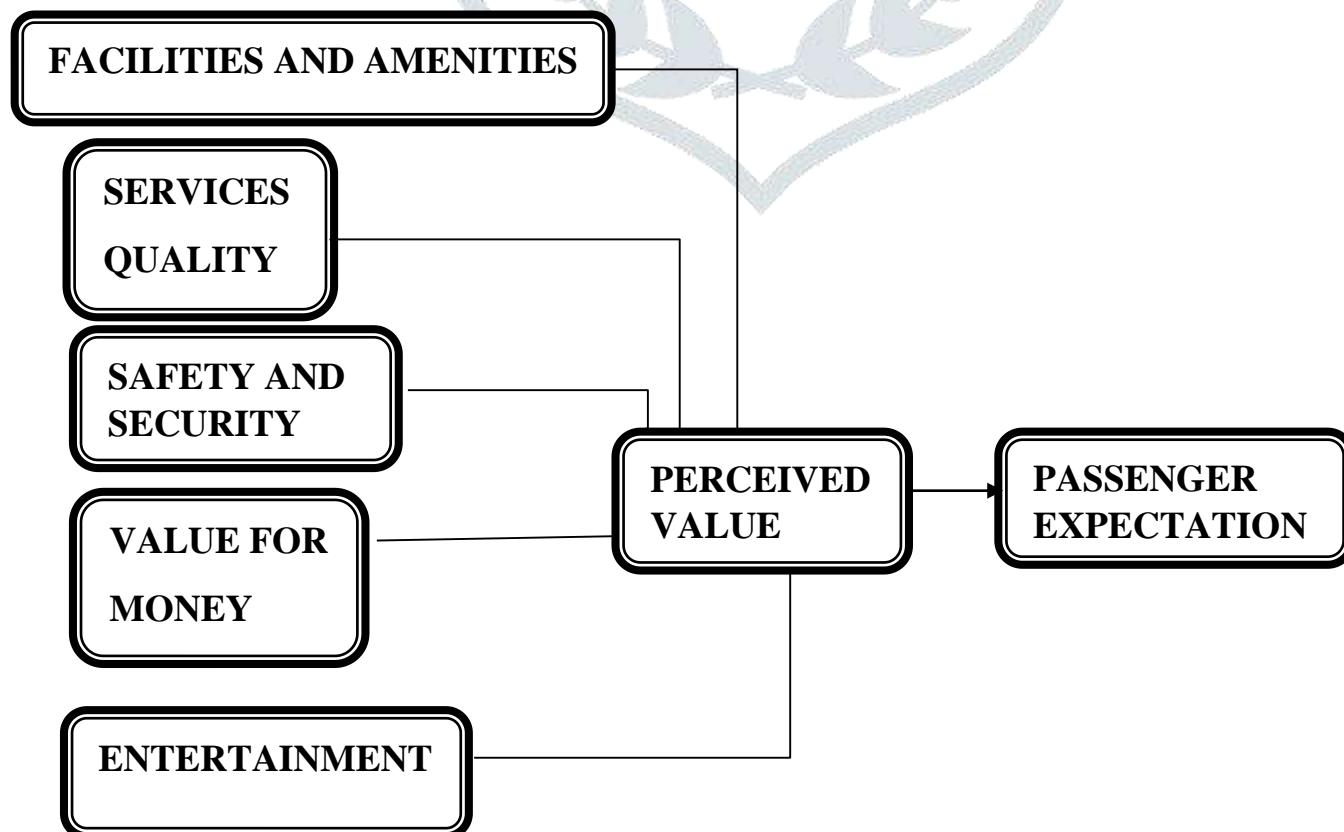 FACILITIES AND AMENITIES
SERVICES
QUALITY
SAFETY AND
SECURITY
VALUE FOR
MONEY
ENTERTAINMENT
PERCEIVED
VALUE
PASSENGER
EXPECTATION